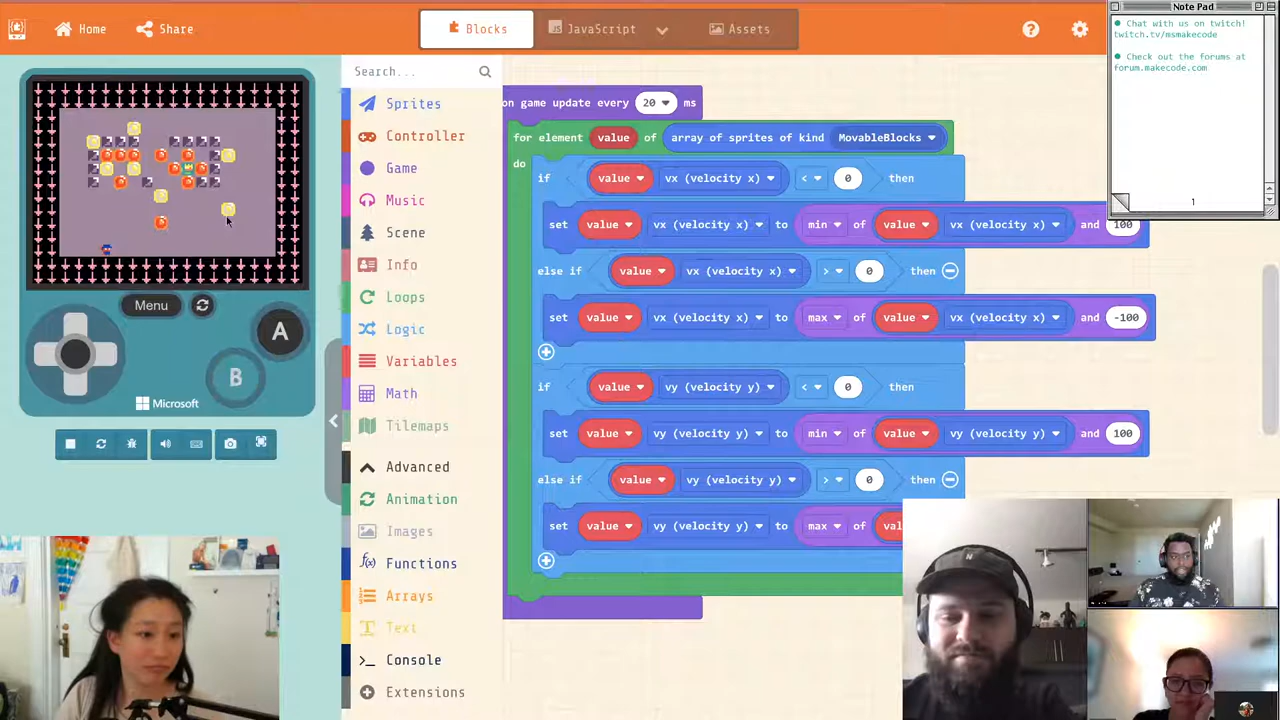 Home
Share
Blocks
JavaScript
Assets
Note Pad
Chat with us on twitch!
twitch.tv/msmakecode
Check out the forums at
forum.makecode.com
1
Menu
A
B
Microsoft
Search...
Sprites
Controller
Game
Music
Scene
Info
Loops
Logic
Variables
Math
Tilemaps
Advanced
Animation
Images
Functions
Arrays
Text
Console
Extensions
on game update every 20 ms
for element value of array of sprites of kind MovableBlocks
do
if value vx (velocity x) < 0 then
set value vx (velocity x) to min of value vx (velocity x) and 100
else if value vx (velocity x) > 0 then
set value vx (velocity x) to max of value vx (velocity x) and -100
if value vy (velocity y) < 0 then
set value vy (velocity y) to min of value vy (velocity y) and 100
else if value vy (velocity y) > 0 then
set value vy (velocity y) to max of